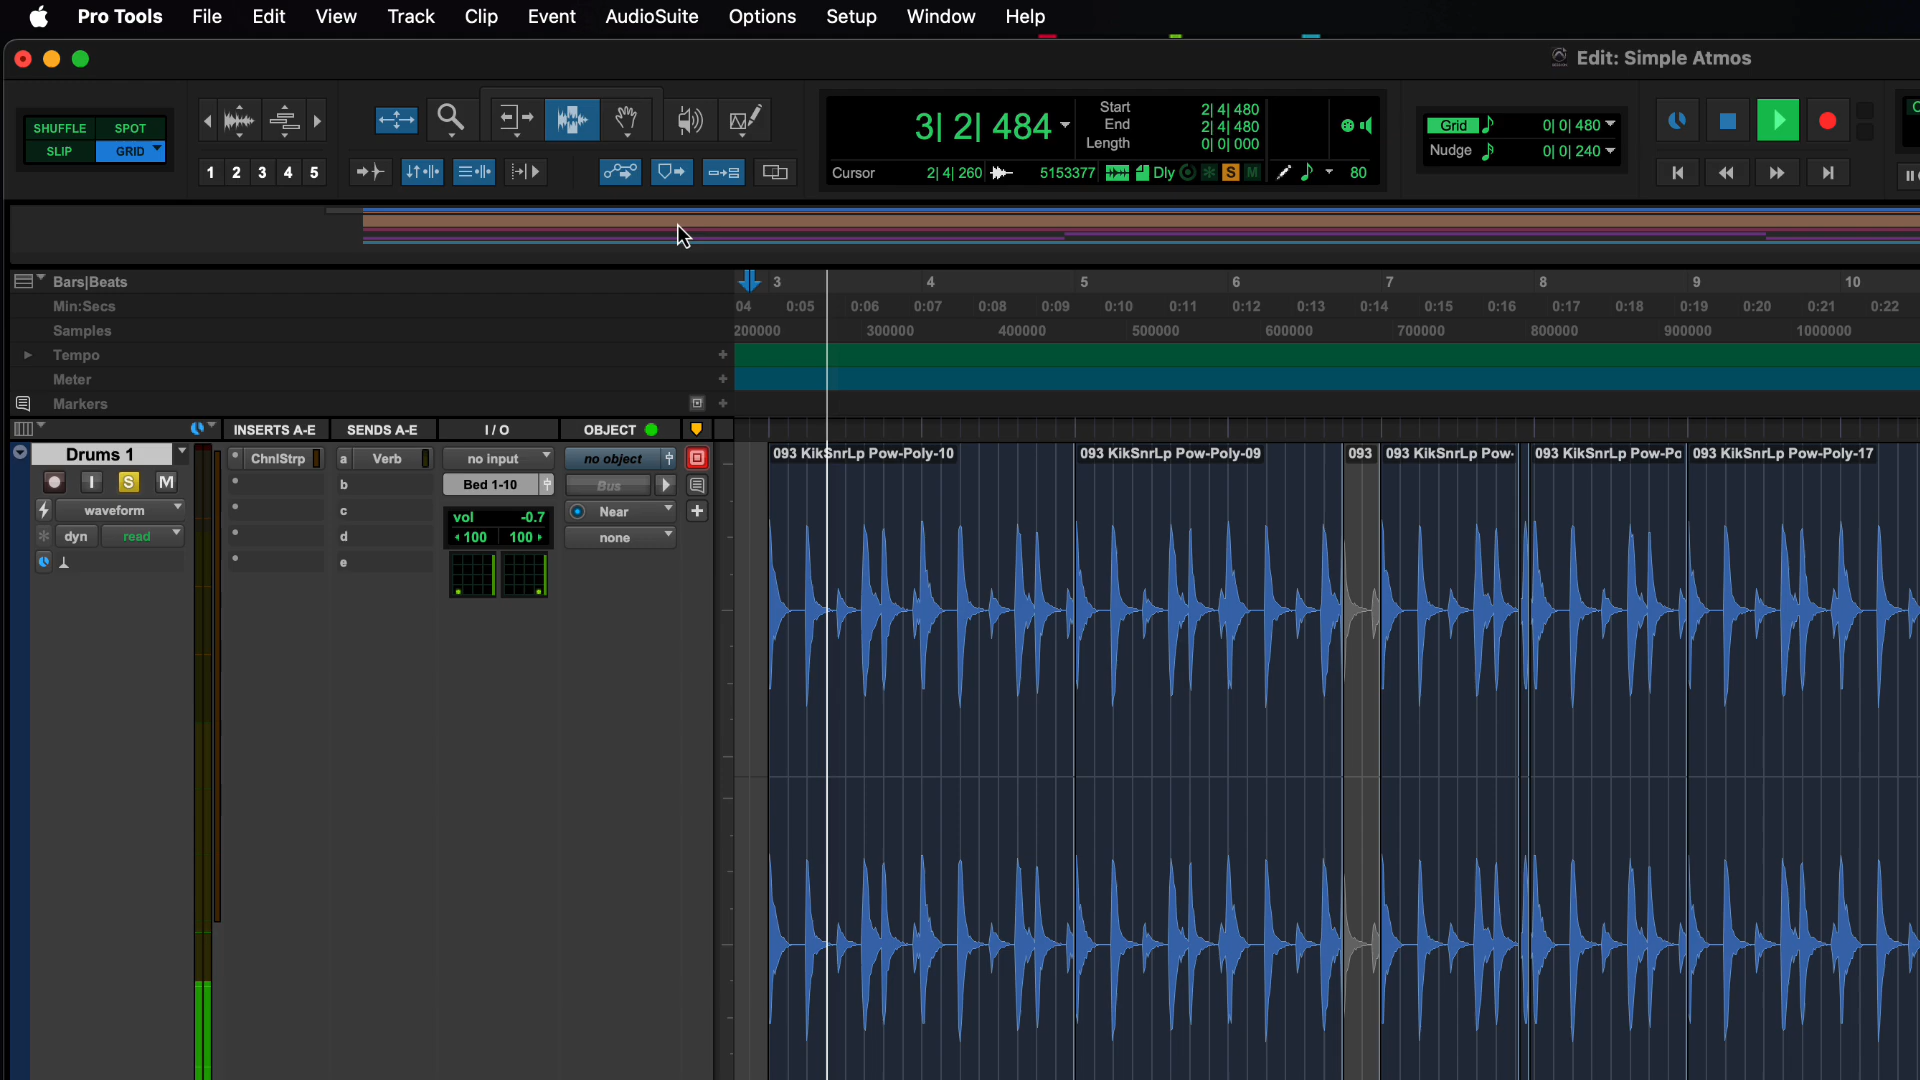 Pro Tools File Edit View Track Clip Event AudioSuite Options Setup Window Help
Edit: Simple Atmos
SHUFFLE SPOT
SLIP GRID
1 2 3 4 5
3| 2| 484
Start 2| 4| 480
End 2| 4| 480
Length 0| 0| 000
Cursor 2| 4| 260 5153377 Dly S M 80
Grid 0| 0| 480
Nudge 0| 0| 240
Bars|Beats 3 4 5 6 7 8 9 10
Min:Secs 04 0:05 0:06 0:07 0:08 0:09 0:10 0:11 0:12 0:13 0:14 0:15 0:16 0:17 0:18 0:19 0:20 0:21 0:22
Samples 200000 300000 400000 500000 600000 700000 800000 900000 1000000
Tempo
Meter
Markers
INSERTS A-E SENDS A-E I/O OBJECT
Drums 1
I S M
waveform
dyn read
ChnlStrp
a Verb
b
c
d
e
no input
Bed 1-10
vol -0.7
100 100
no object
Bus
Near
none
093 KikSnrLp Pow-Poly-10 093 KikSnrLp Pow-Poly-09 093 093 KikSnrLp Pow- 093 KikSnrLp Pow-Po 093 KikSnrLp Pow-Poly-17